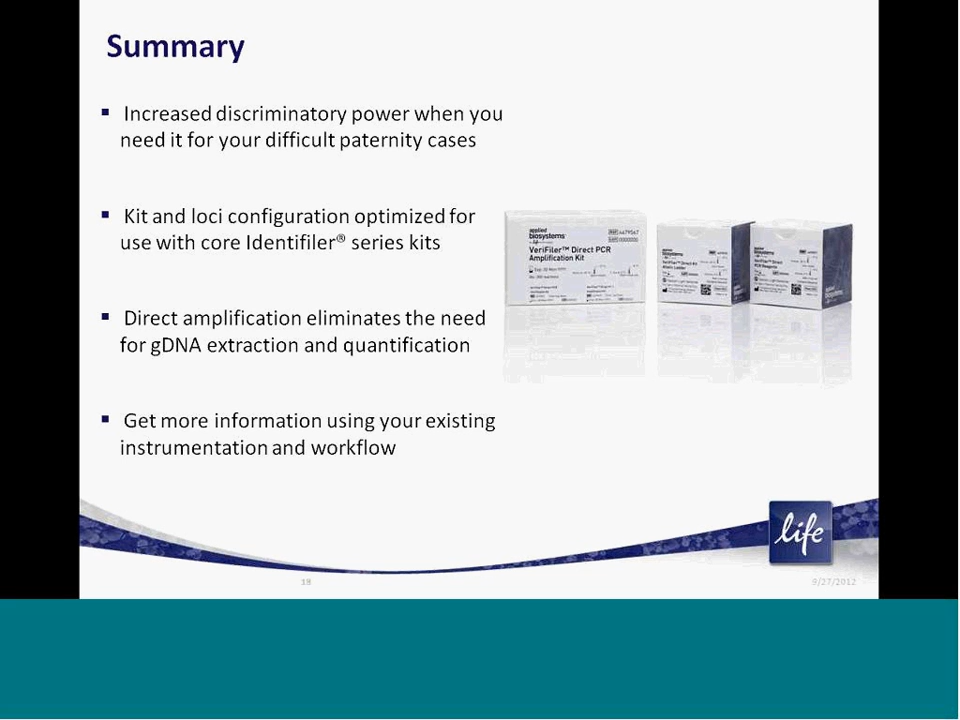 Summary
▪ Increased discriminatory power when you
need it for your difficult paternity cases
▪ Kit and loci configuration optimized for
use with core Identifiler® series kits
applied
biosystems
VeriFiler™ Direct PCR
Amplification Kit
▪ Direct amplification eliminates the need
for gDNA extraction and quantification
▪ Get more information using your existing
instrumentation and workflow
life
18
9/27/2012